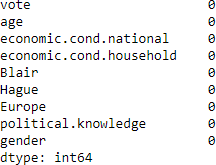 vote 0
age 0
economic.cond.national 0
economic.cond.household 0
Blair 0
Hague 0
Europe 0
political.knowledge 0
gender 0
dtype: int64